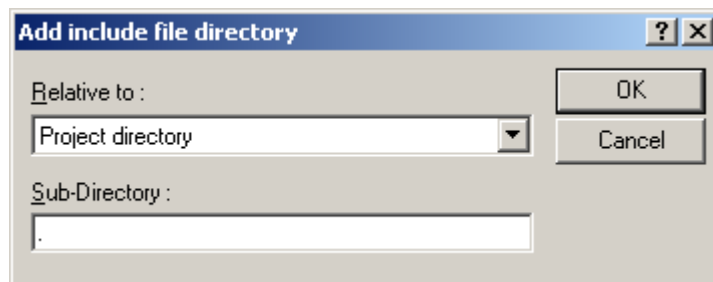 Add include file directory
Relative to :
OK
Project directory
Cancel
Sub-Directory :
.